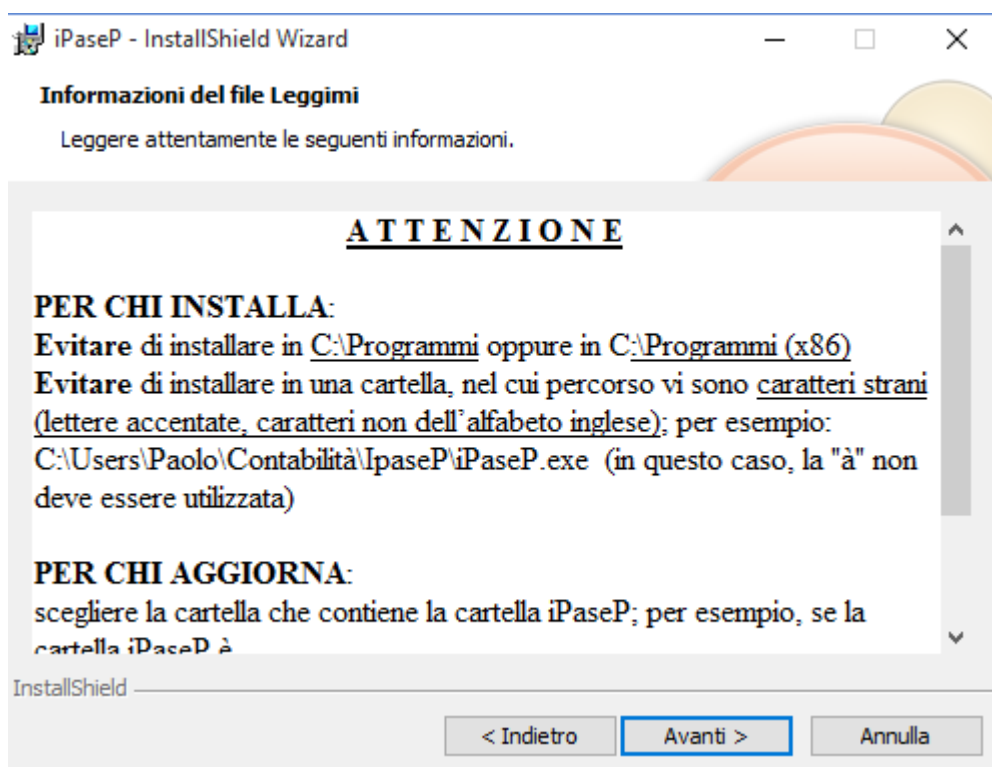 iPaseP - InstallShield Wizard
Informazioni del file Leggimi
Leggere attentamente le seguenti informazioni.
A T T E N Z I O N E
PER CHI INSTALLA:
Evitare di installare in C:\Programmi oppure in C:\Programmi (x86)
Evitare di installare in una cartella, nel cui percorso vi sono caratteri strani
(lettere accentate, caratteri non dell'alfabeto inglese); per esempio:
C:\Users\Paolo\Contabilità\IpaseP\iPaseP.exe (in questo caso, la "à" non
deve essere utilizzata)
PER CHI AGGIORNA:
scegliere la cartella che contiene la cartella iPaseP; per esempio, se la
cartella iPaseP è
InstallShield
< Indietro
Avanti >
Annulla